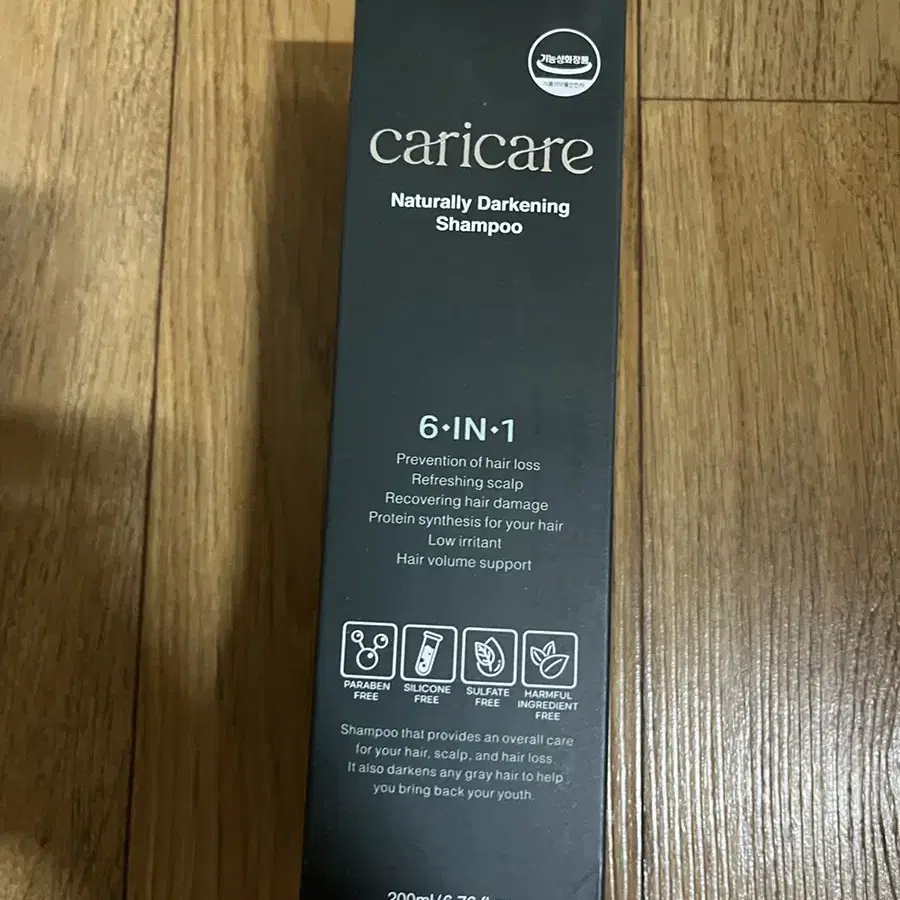 기능성화장품
caricare
Naturally Darkening
Shampoo
6·IN·1
Prevention of hair loss
Refreshing scalp
Recovering hair damage
Protein synthesis for your hair
Low irritant
Hair volume support
PARABEN
FREE
SILICONE
FREE
SULFATE
FREE
HARMFUL
INGREDIENT
FREE
Shampoo that provides an overall care
for your hair, scalp, and hair loss.
It also darkens any gray hair to help
you bring back your youth.
200ml/6.76